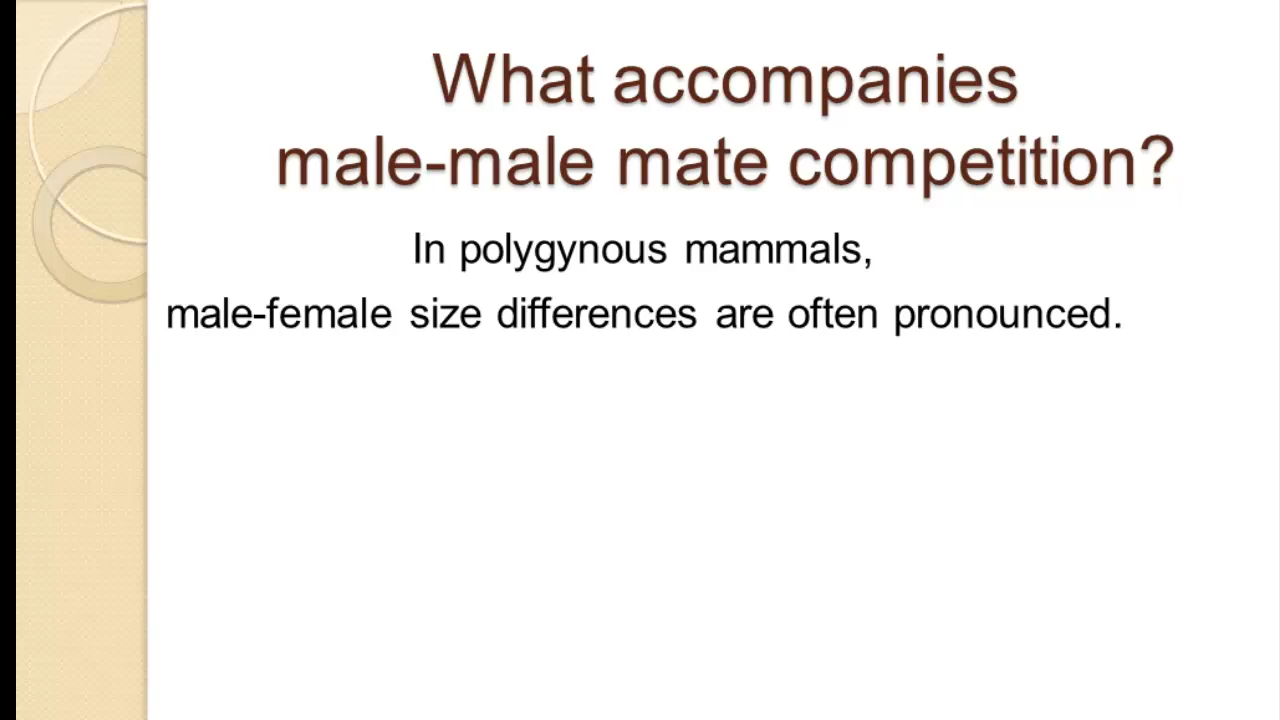 What accompanies
male-male mate competition?
In polygynous mammals,
male-female size differences are often pronounced.